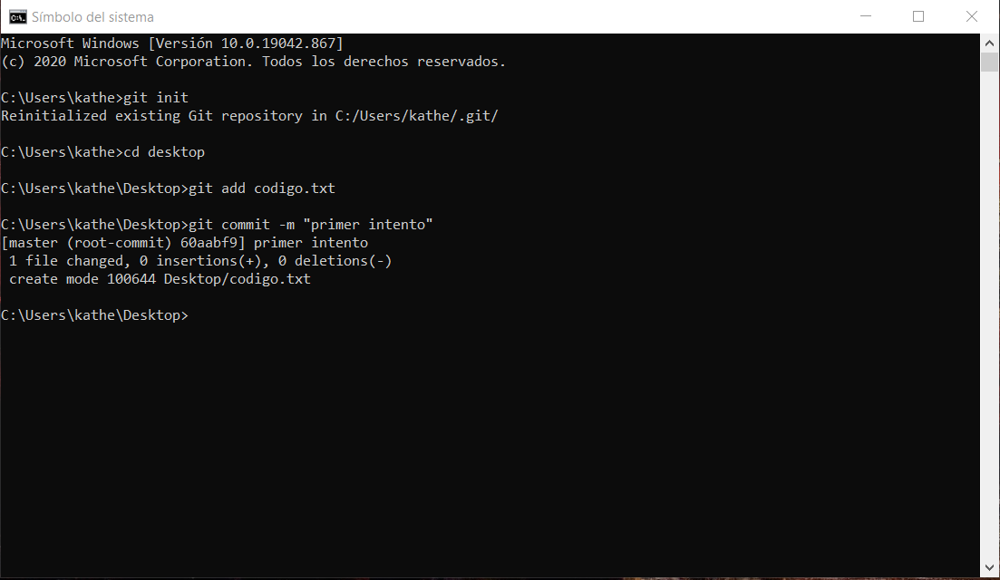 Símbolo del sistema
Microsoft Windows [Versión 10.0.19042.867]
(c) 2020 Microsoft Corporation. Todos los derechos reservados.
C:\Users\kathe>git init
Reinitialized existing Git repository in C:/Users/kathe/.git/
C:\Users\kathe>cd desktop
C:\Users\kathe\Desktop>git add codigo.txt
C:\Users\kathe\Desktop>git commit -m "primer intento"
[master (root-commit) 60aabf9] primer intento
 1 file changed, 0 insertions(+), 0 deletions(-)
 create mode 100644 Desktop/codigo.txt
C:\Users\kathe\Desktop>